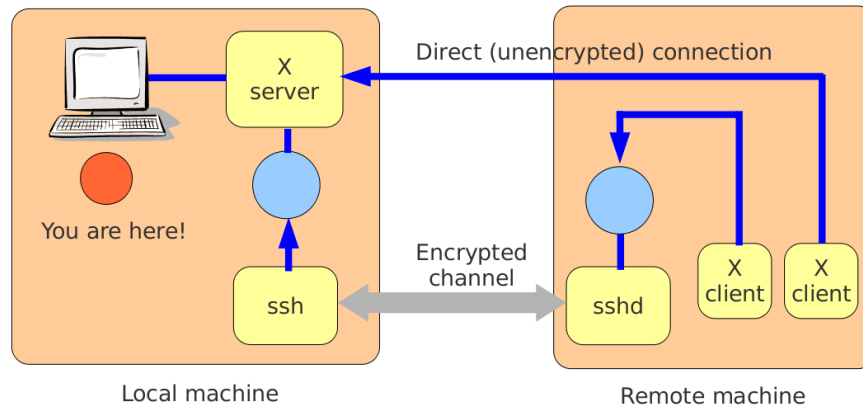 X
server
Direct (unencrypted) connection
You are here!
ssh
Encrypted
channel
sshd
X
client
X
client
Local machine
Remote machine